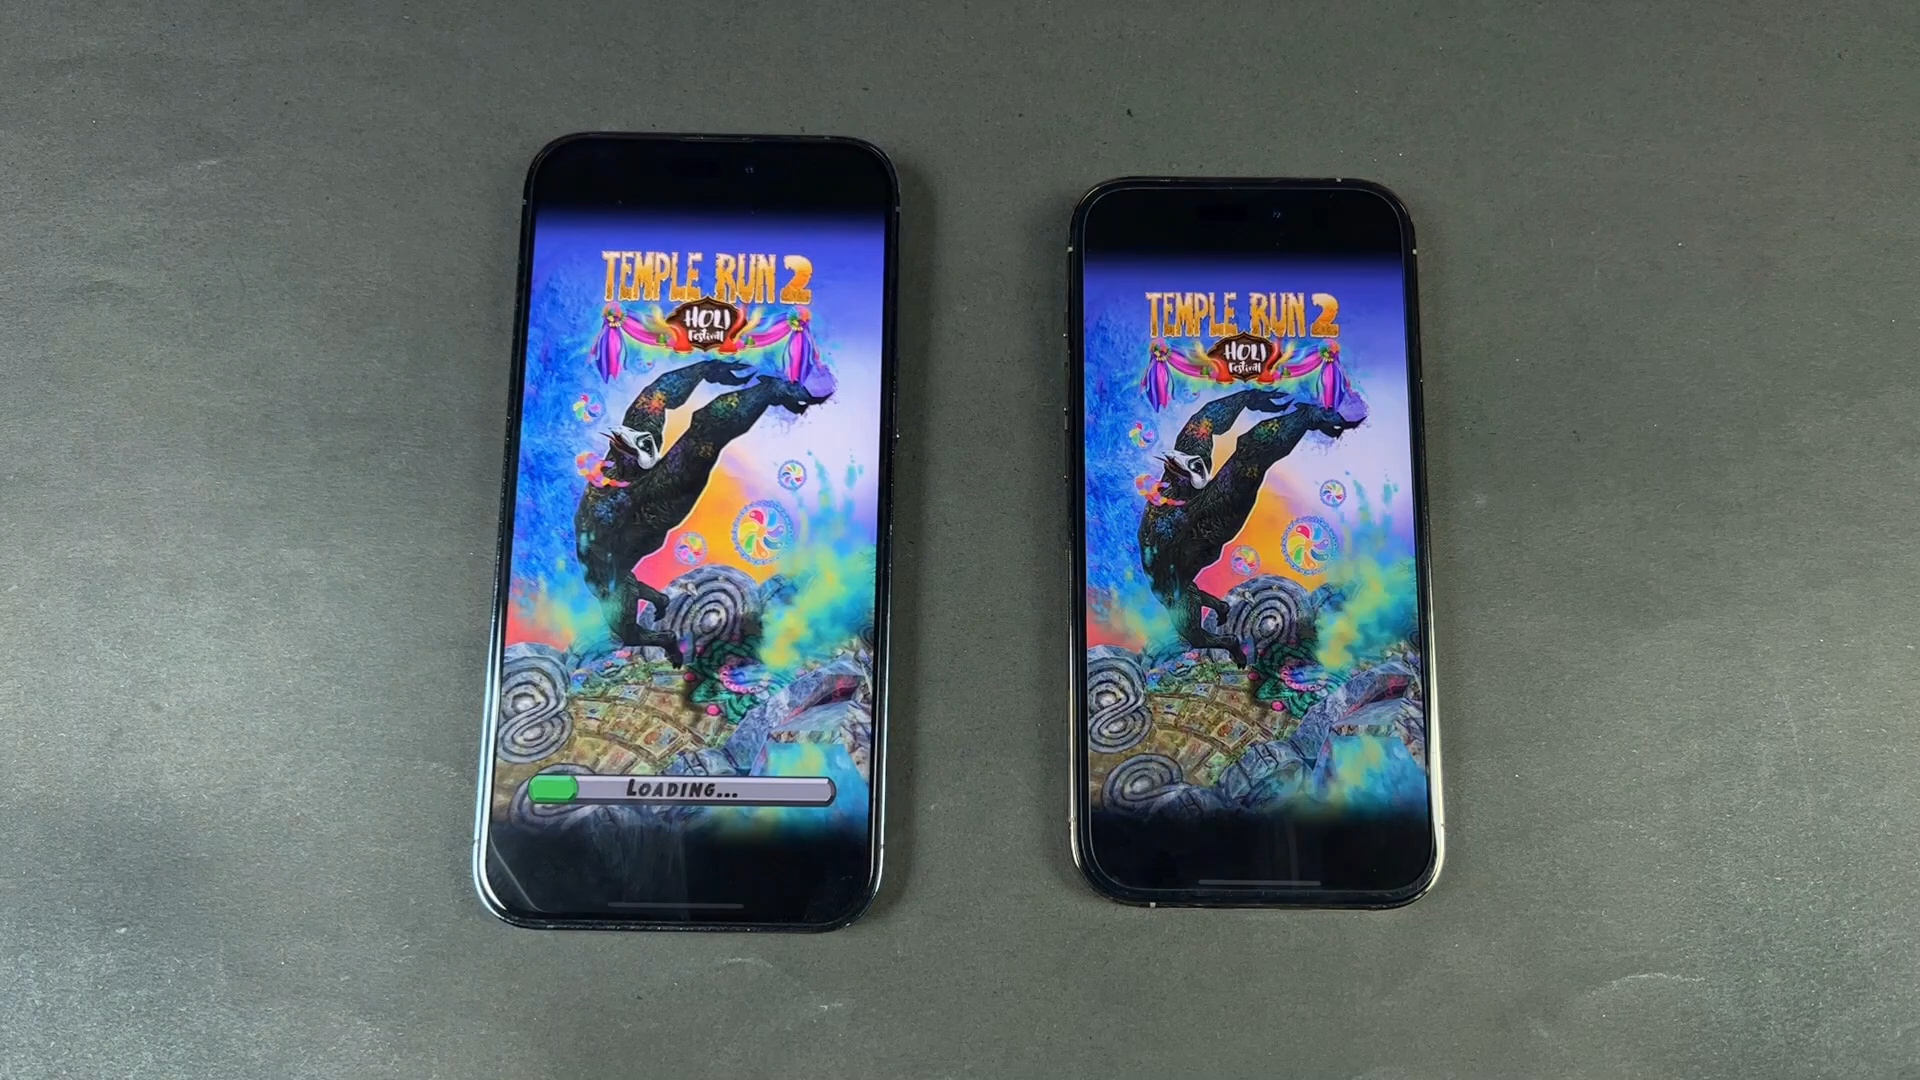 TEMPLE RUN 2
HOLI
Festival
LOADING...
TEMPLE RUN 2
HOLI
Festival